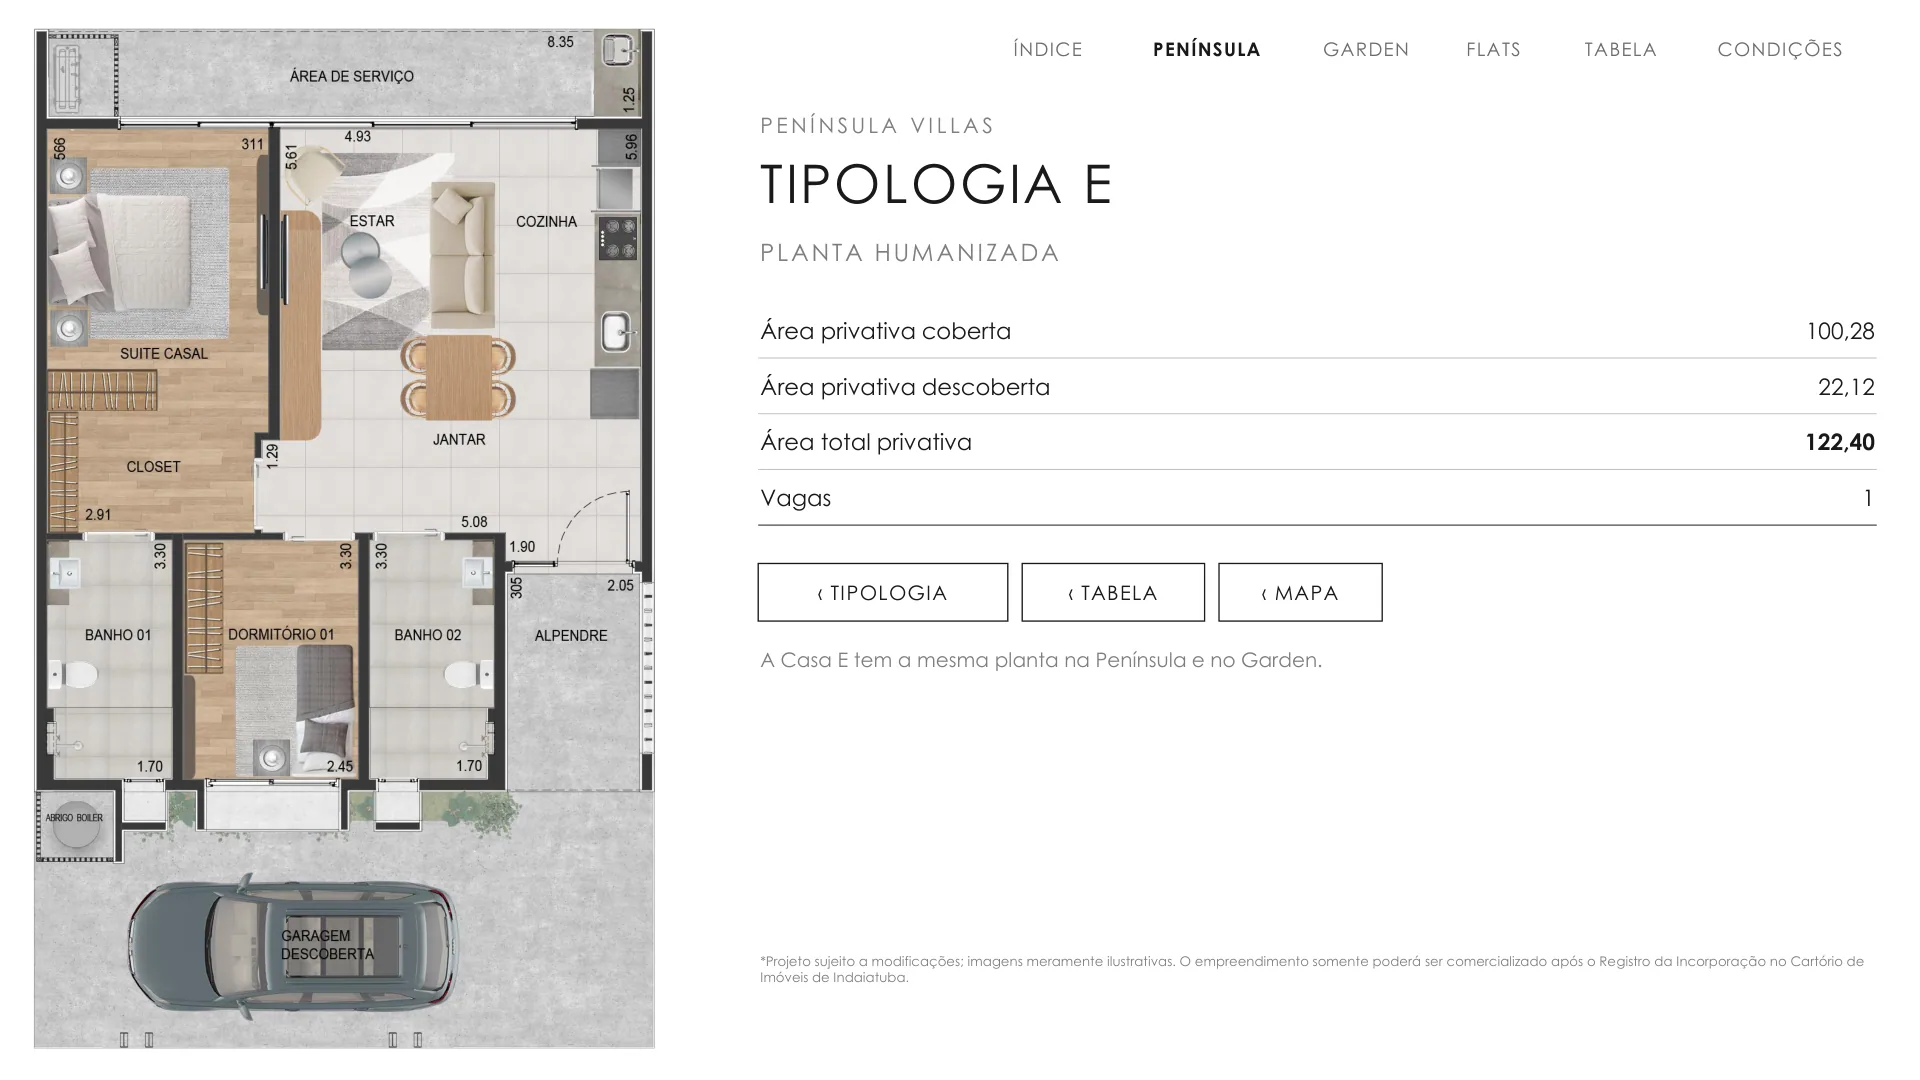 ÍNDICE PENÍNSULA GARDEN FLATS TABELA CONDIÇÕES
PENÍNSULA VILLAS
TIPOLOGIA E
PLANTA HUMANIZADA
Área privativa coberta 100,28
Área privativa descoberta 22,12
Área total privativa 122,40
Vagas 1
‹ TIPOLOGIA ‹ TABELA ‹ MAPA
A Casa E tem a mesma planta na Península e no Garden.
*Projeto sujeito a modificações; imagens meramente ilustrativas. O empreendimento somente poderá ser comercializado após o Registro da Incorporação no Cartório de
Imóveis de Indaiatuba.
8.35
ÁREA DE SERVIÇO
1.25
4.93
566
311
5.61
5.96
ESTAR
COZINHA
SUITE CASAL
JANTAR
1.29
CLOSET
2.91
5.08
1.90
3.30
3.30
3.30
305
2.05
BANHO 01
DORMITÓRIO 01
BANHO 02
ALPENDRE
1.70
2.45
1.70
ABRIGO BOILER
GARAGEM
DESCOBERTA